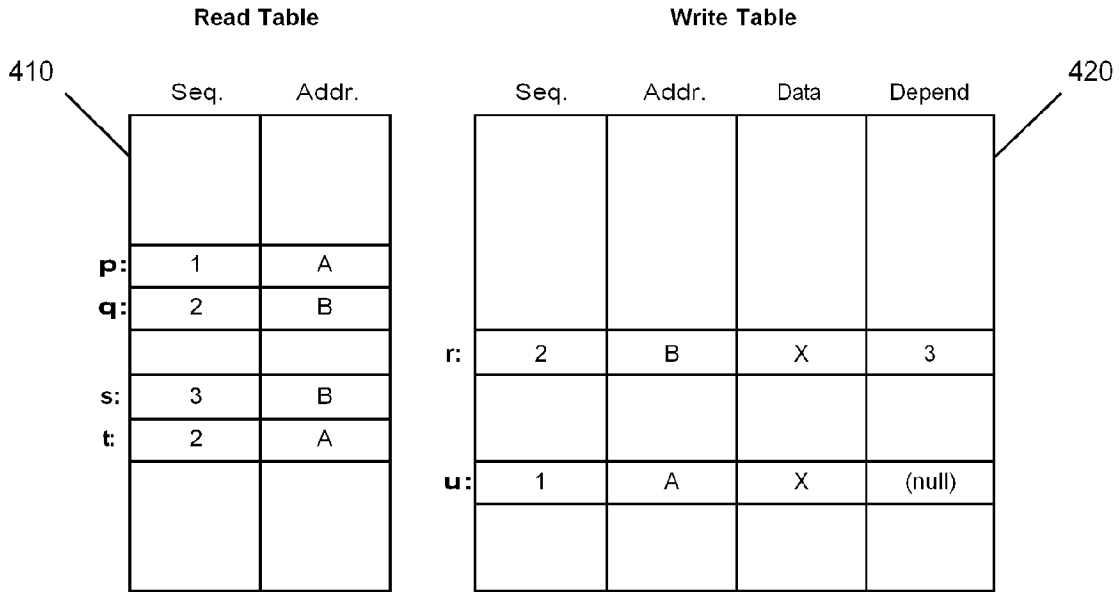 Read Table Write Table
410 420
Seq. Addr. Seq. Addr. Data Depend
p: 1 A
q: 2 B
r: 2 B X 3
s: 3 B
t: 2 A
u: 1 A X (null)